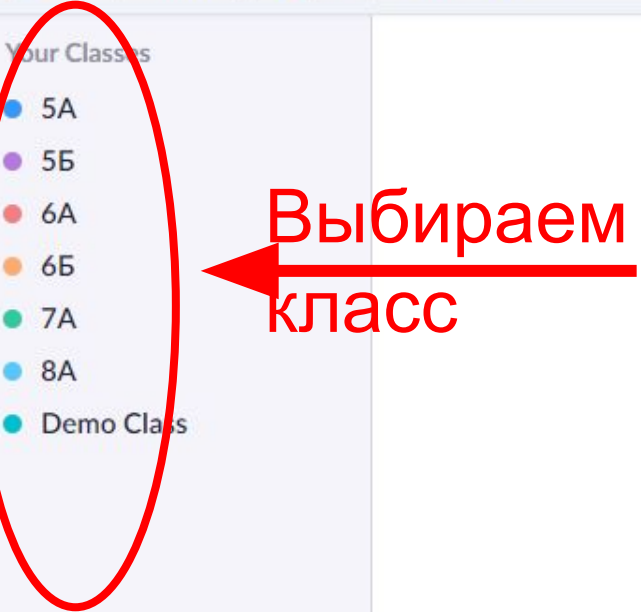 Your Classes
5А
5Б
6А
6Б
7А
8А
Demo Class
Выбираем
класс